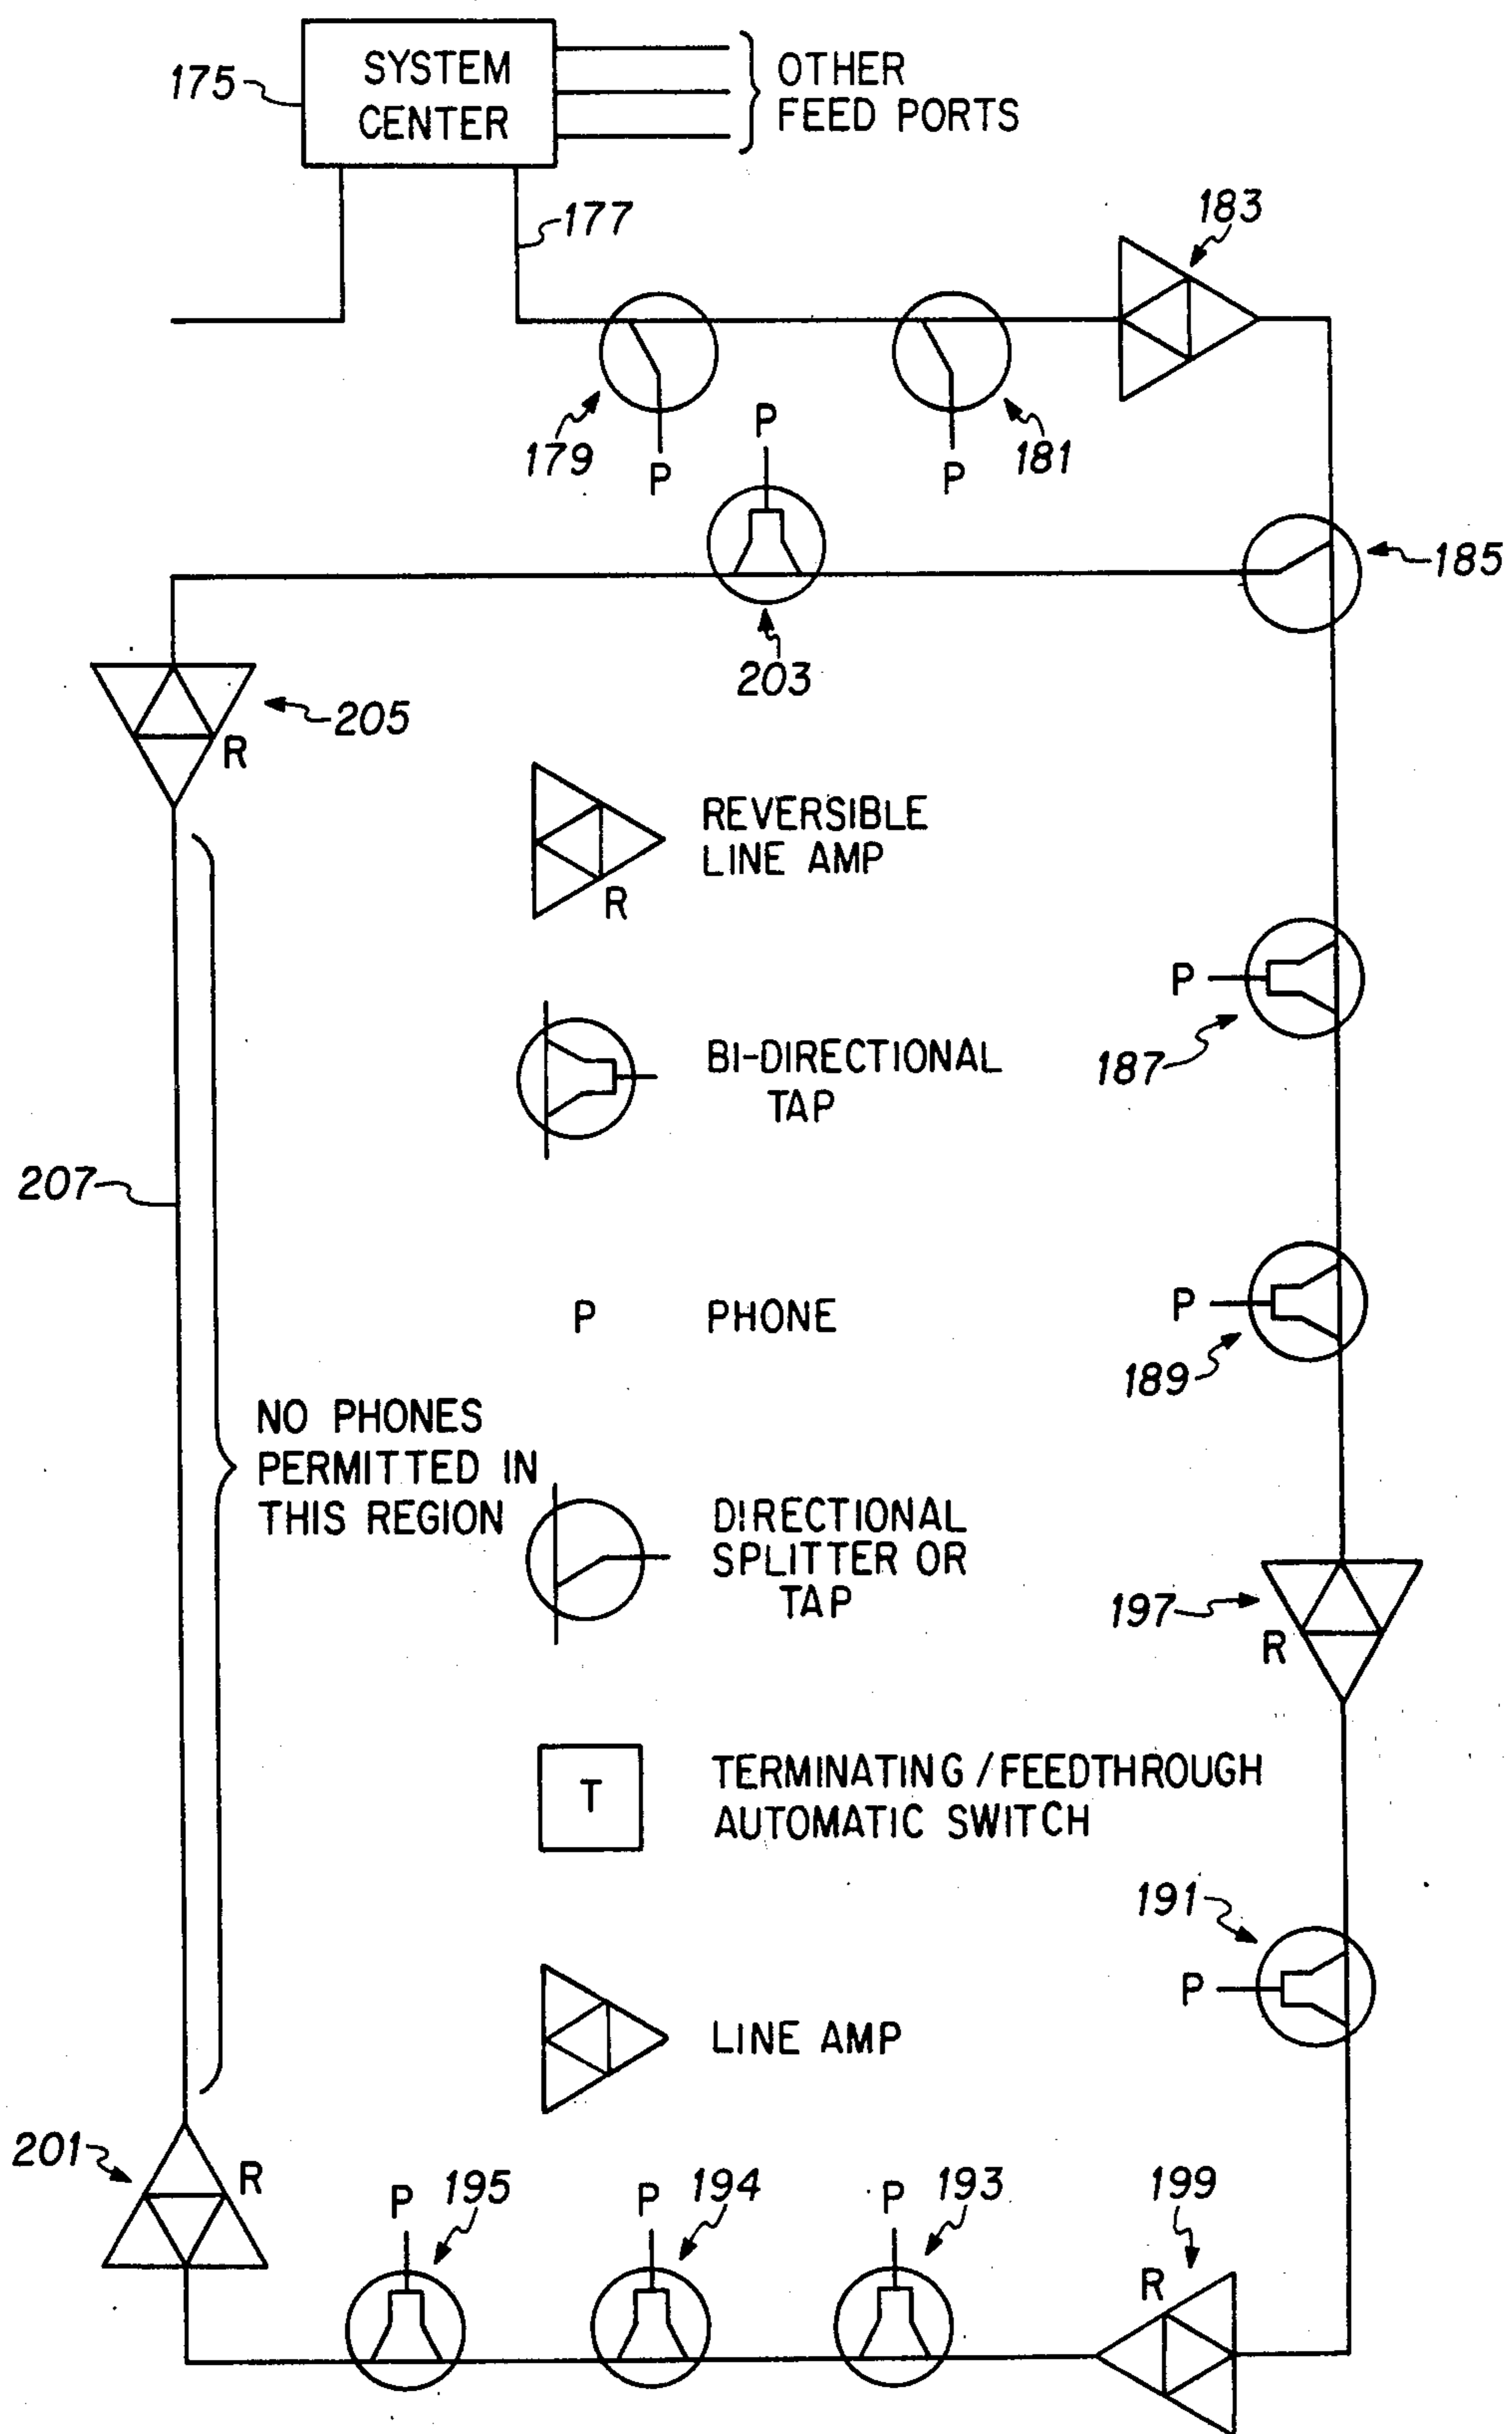 SYSTEM
CENTER
175
OTHER
FEED PORTS
177
183
179
P
P
181
P
203
185
205
R
REVERSIBLE
LINE AMP
R
BI-DIRECTIONAL
TAP
P
187
207
P
PHONE
P
189
NO PHONES
PERMITTED IN
THIS REGION
DIRECTIONAL
SPLITTER OR
TAP
197
R
T
TERMINATING/FEEDTHROUGH
AUTOMATIC SWITCH
191
P
LINE AMP
201
R
P
195
P
194
P
193
199
R